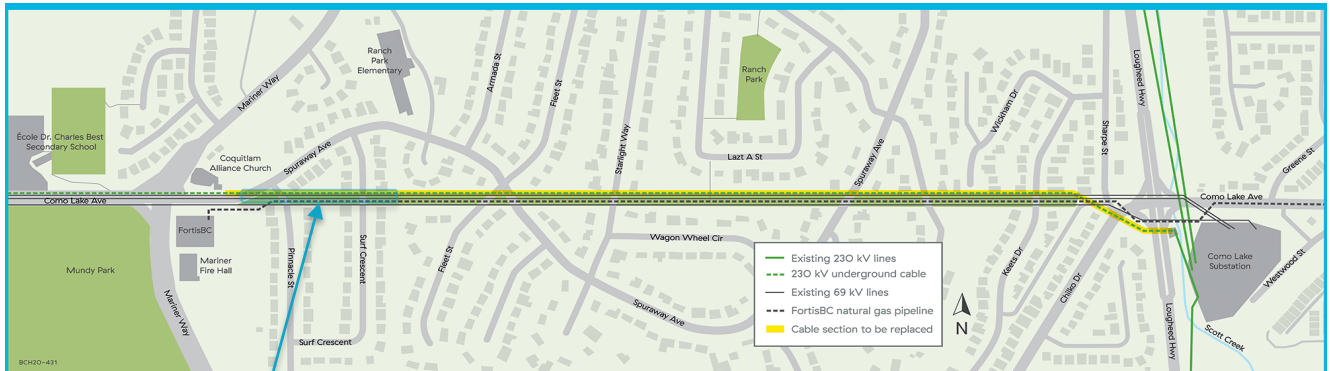 École Dr. Charles Best
Secondary School
Mariner Way
Ranch
Park
Elementary
Armada St
Fleet St
Starlight Way
Ranch
Park
Wickham Dr
Lougheed Hwy
Sharpe St
Greene St
Coquitlam
Alliance Church
Spuraway Ave
Lazt A St
Spuraway Ave
Como Lake Ave
Como Lake Ave
FortisBC
Mariner
Fire Hall
Mundy Park
Mariner Way
Pinnacle St
Surf Crescent
Surf Crescent
Fleet St
Wagon Wheel Cir
Spuraway Ave
Keets Dr
Chilko Dr
Lougheed Hwy
Como Lake
Substation
Westwood St
Scott Creek
Existing 230 kV lines
230 kV underground cable
Existing 69 kV lines
FortisBC natural gas pipeline
Cable section to be replaced
N
BCH20-431